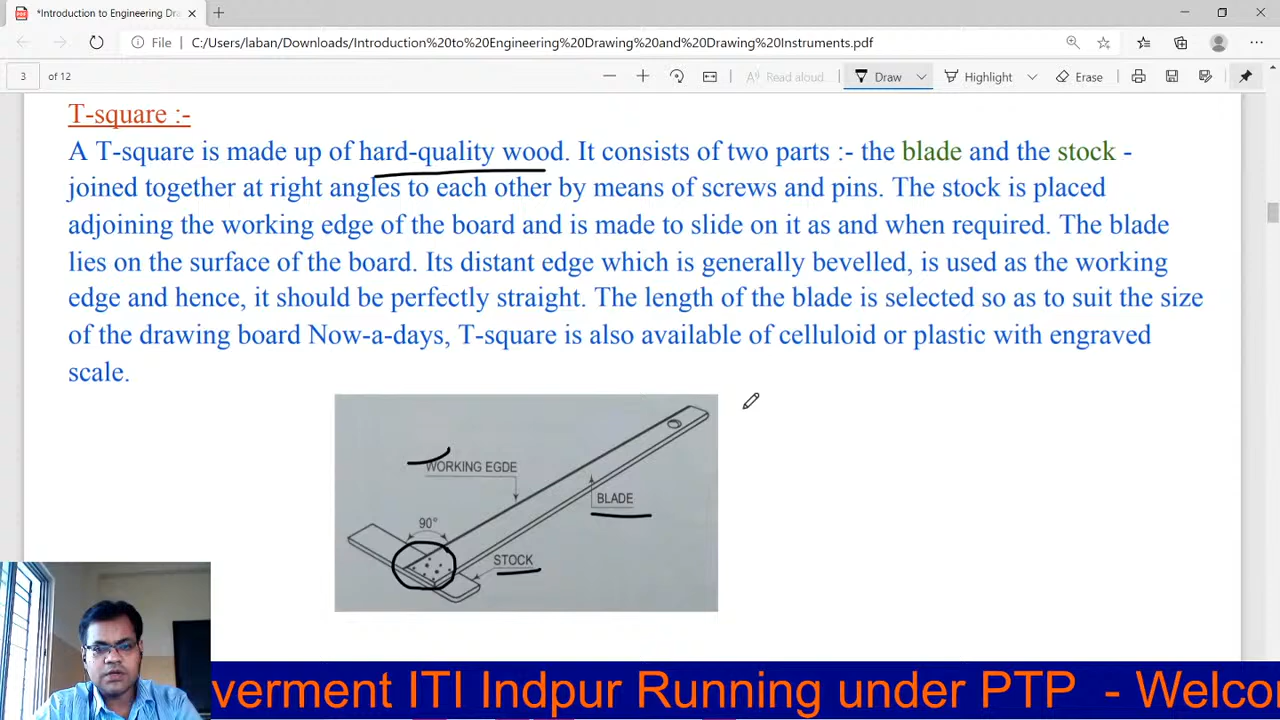 *Introduction to Engineering Dra
File
C:/Users/laban/Downloads/Introduction%20to%20Engineering%20Drawing%20and%20Drawing%20Instruments.pdf
3 of 12
Read aloud
Draw
Highlight
Erase
T-square :-
A T-square is made up of hard-quality wood. It consists of two parts :- the blade and the stock -
joined together at right angles to each other by means of screws and pins. The stock is placed
adjoining the working edge of the board and is made to slide on it as and when required. The blade
lies on the surface of the board. Its distant edge which is generally bevelled, is used as the working
edge and hence, it should be perfectly straight. The length of the blade is selected so as to suit the size
of the drawing board Now-a-days, T-square is also available of celluloid or plastic with engraved
scale.
WORKING EGDE
BLADE
90°
STOCK
verment ITI Indpur Running under PTP - Welco